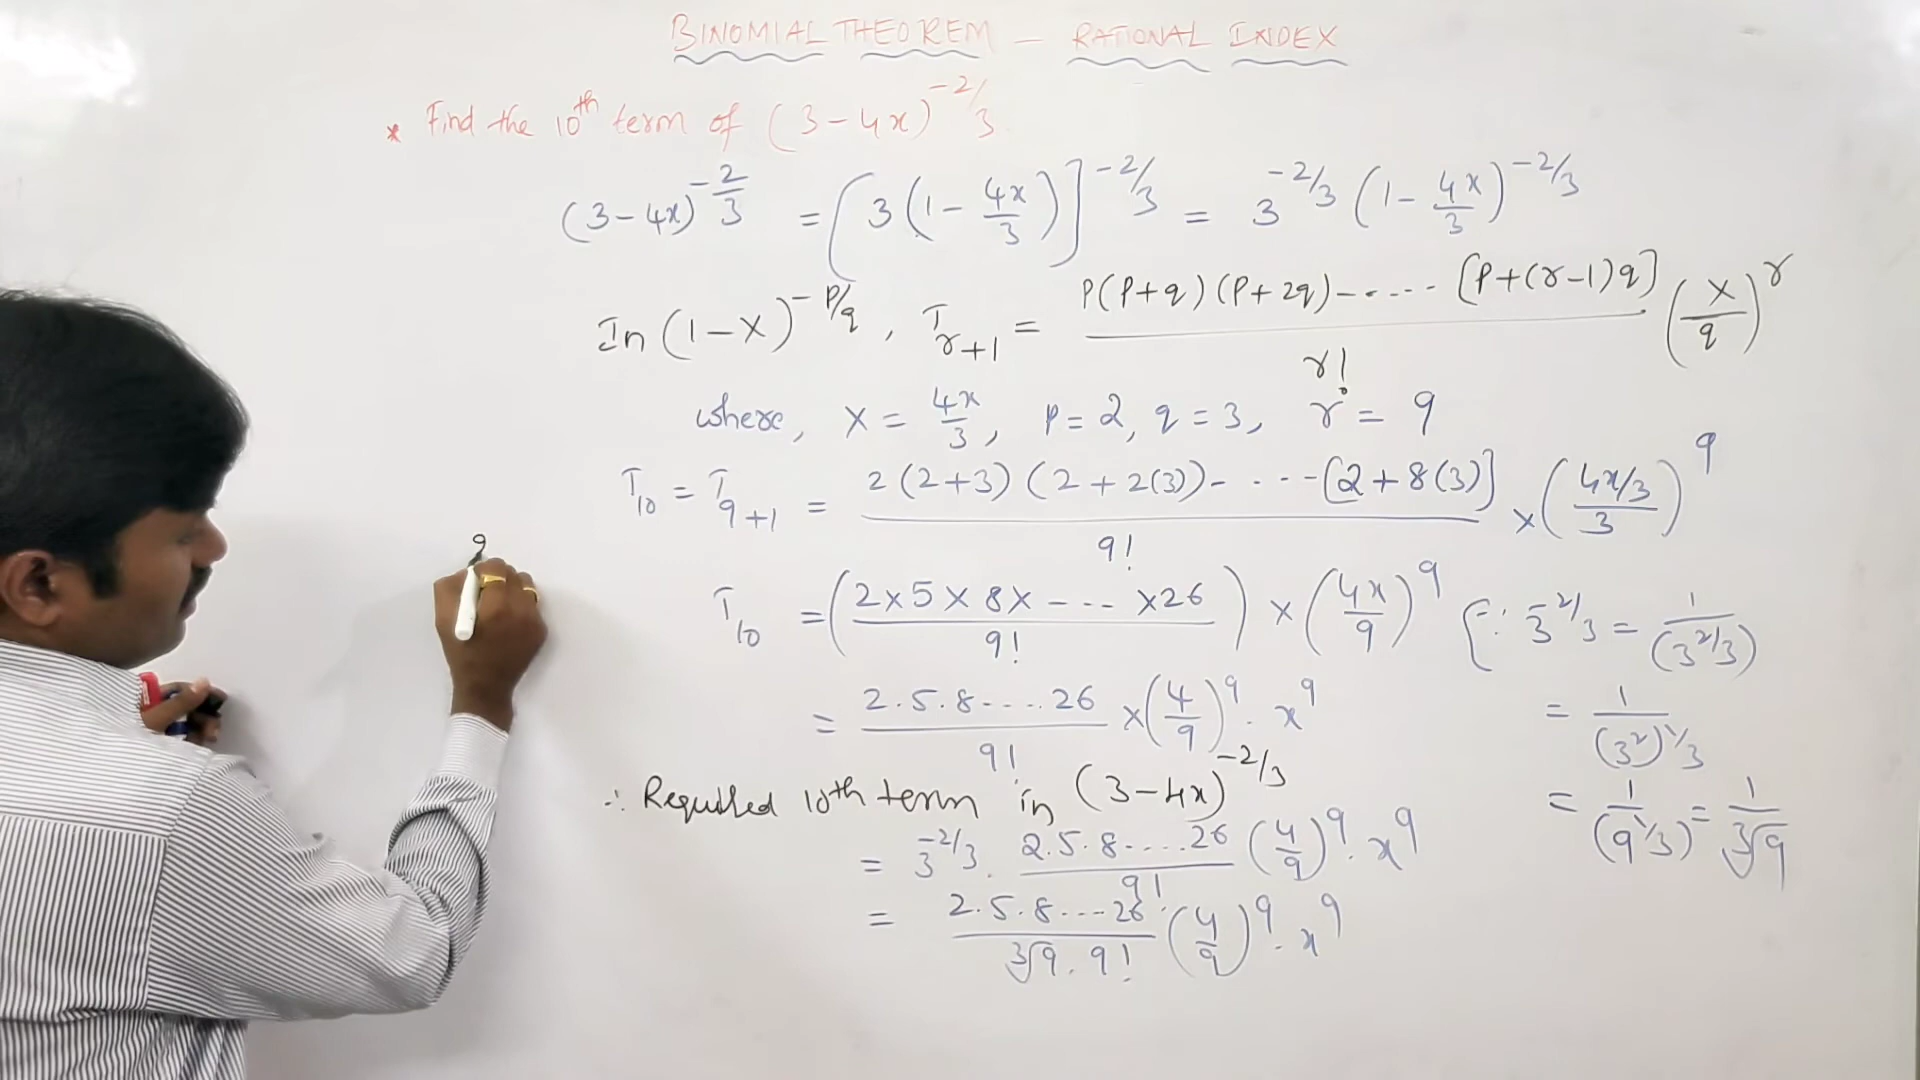 BINOMIAL THEOREM — RATIONAL INDEX
* Find the 10th term of (3-4x)^-2/3
(3-4x)^-2/3 = [3(1-4x/3)]^-2/3 = 3^-2/3 (1-4x/3)^-2/3
In (1-X)^-P/q, T_r+1 = P(P+q)(P+2q)------[P+(r-1)q] / r! (X/q)^r
where, X = 4x/3, P=2, q=3, r=9
T_10 = T_9+1 = 2(2+3)(2+2(3))-----[2+8(3)] / 9! × (4x/3 / 3)^9
9
T_10 = (2×5×8×---- ×26 / 9!) × (4x/9)^9 {∵ 3^-2/3 = 1/(3^2/3)
= 2.5.8.....26 / 9! × (4/9)^9 . x^9
= 1/(3^2)^1/3
∴ Required 10th term in (3-4x)^-2/3
= 1/(9^1/3) = 1/∛9
= 3^-2/3 . 2.5.8.....26 / 9! (4/9)^9 . x^9
= 2.5.8....26 / ∛9 . 9! (4/9)^9 . x^9